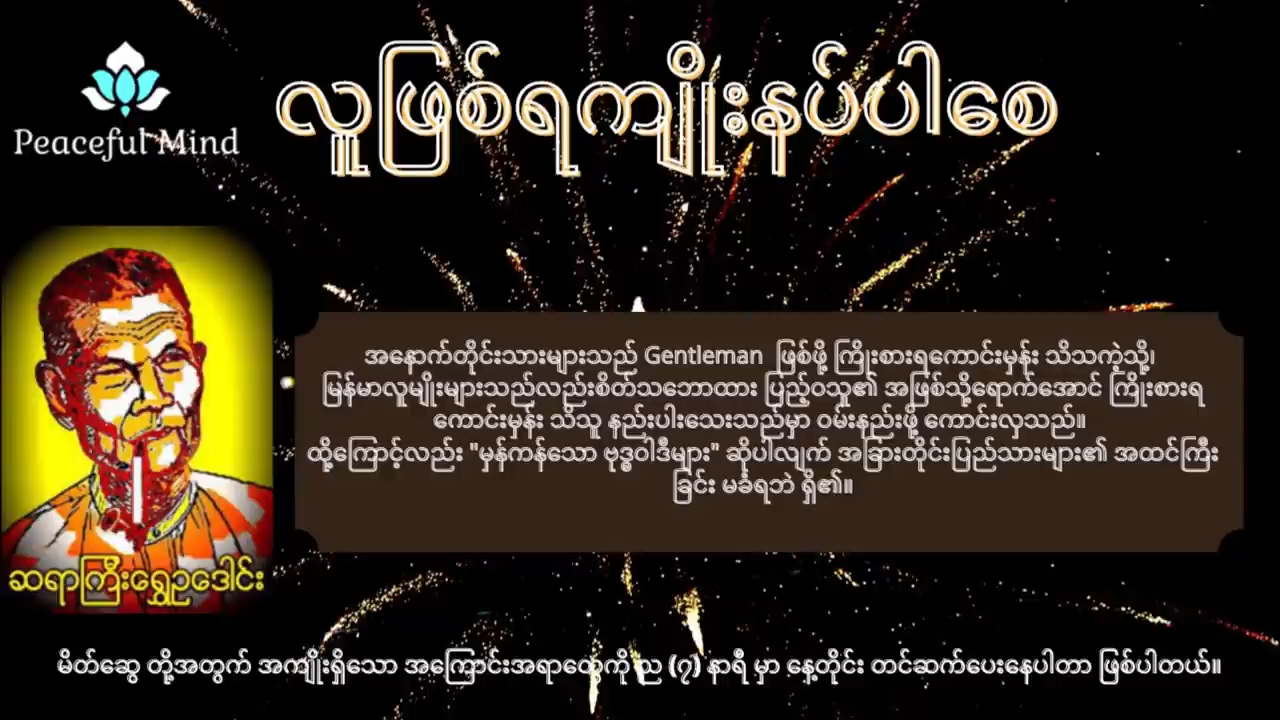 လူဖြစ်ရကျိုးနပ်ပါစေ
Peaceful Mind
အနောက်တိုင်းသားများသည် Gentleman ဖြစ်ဖို့ ကြိုးစားရကောင်းမှန်း သိသကဲ့သို့၊
မြန်မာလူမျိုးများသည်လည်းစိတ်သဘောထား ပြည့်ဝသူ၏ အဖြစ်သို့ရောက်အောင် ကြိုးစားရ
ကောင်းမှန်း သိသူ နည်းပါးသေးသည်မှာ ဝမ်းနည်းဖို့ ကောင်းလှသည်။
ထို့ကြောင့်လည်း "မှန်ကန်သော ဗုဒ္ဓဝါဒီများ" ဆိုပါလျက် အခြားတိုင်းပြည်သားများ၏ အထင်ကြီး
ခြင်း မခံရဘဲ ရှိ၏။
ဆရာကြီးရွှေဥဒေါင်း
မိတ်ဆွေ တို့အတွက် အကျိုးရှိသော အကြောင်းအရာတွေကို ည (၇) နာရီ မှာ နေ့တိုင်း တင်ဆက်ပေးနေပါတာ ဖြစ်ပါတယ်။